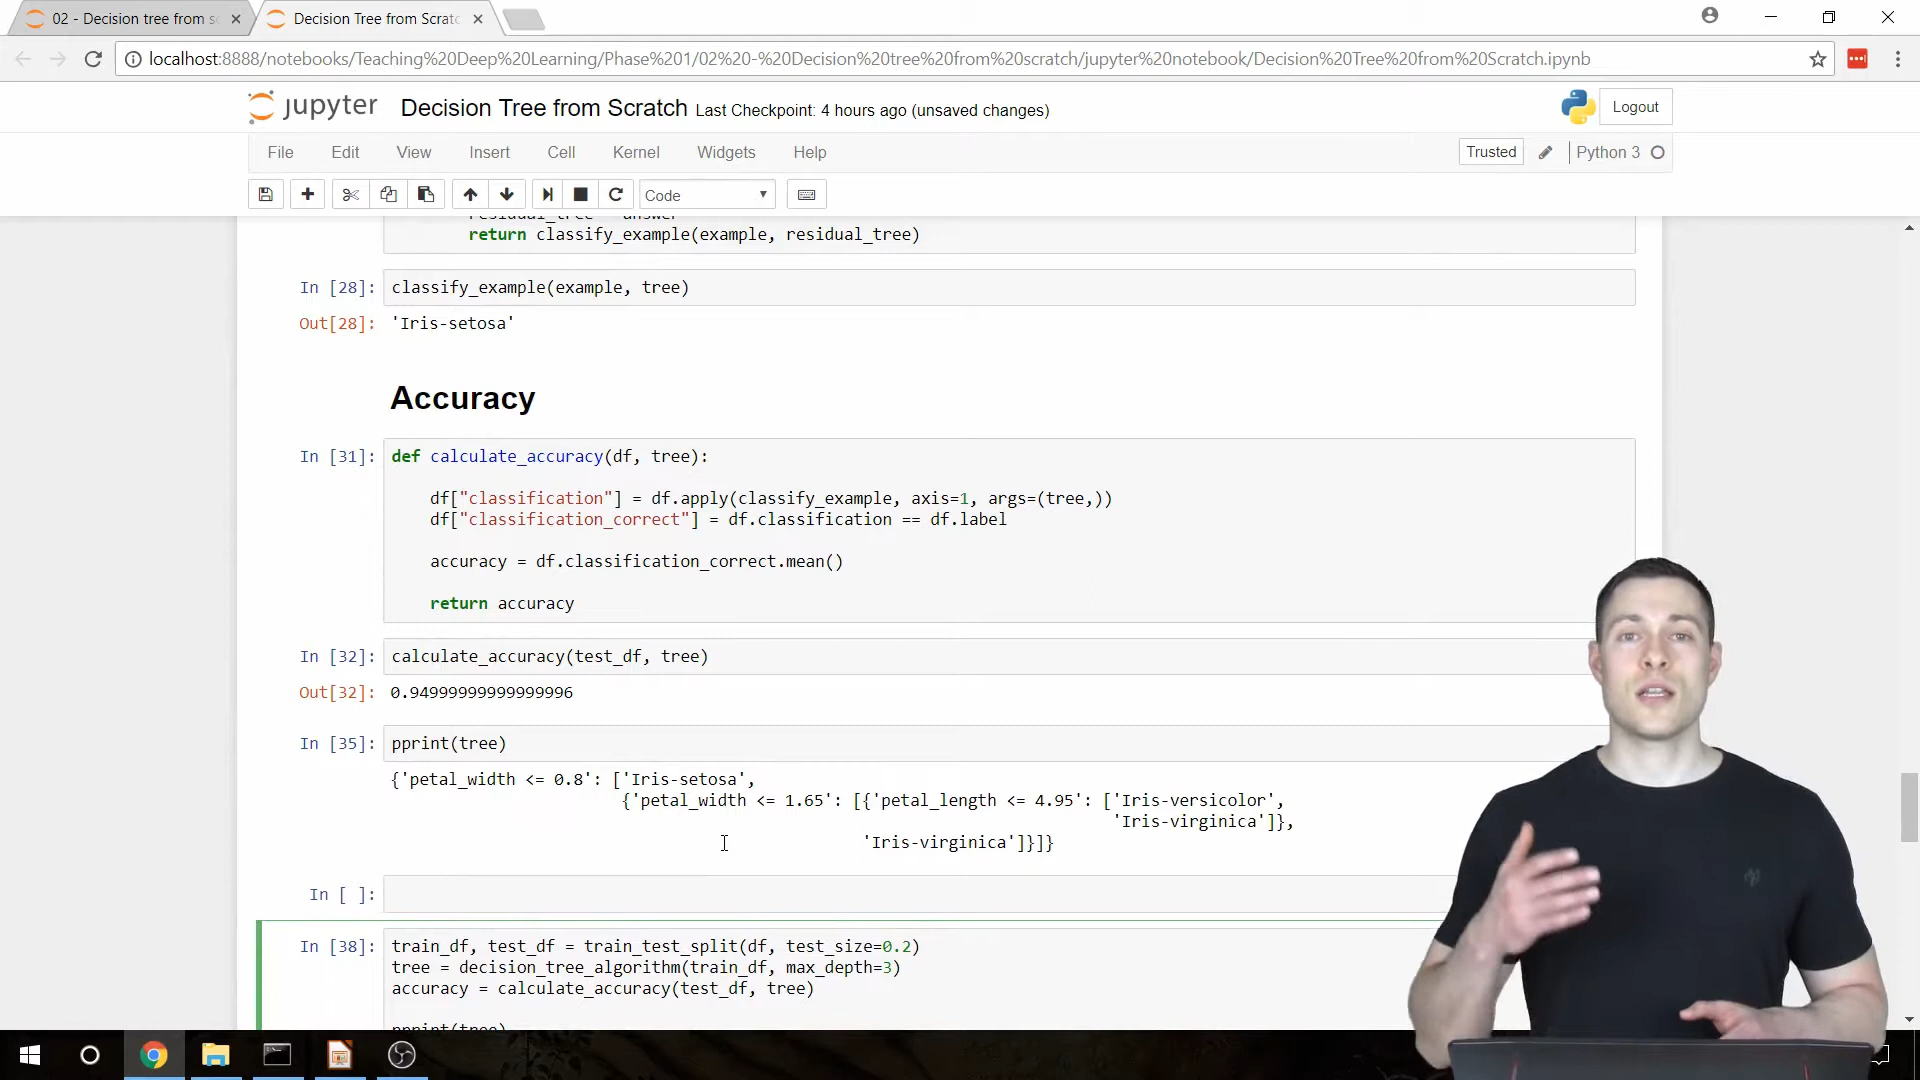 02 - Decision tree from s
Decision Tree from Scratc
localhost:8888/notebooks/Teaching%20Deep%20Learning/Phase%201/02%20-%20Decision%20tree%20from%20scratch/jupyter%20notebook/Decision%20Tree%20from%20Scratch.ipynb
jupyter Decision Tree from Scratch Last Checkpoint: 4 hours ago (unsaved changes)
Logout
File Edit View Insert Cell Kernel Widgets Help
Trusted Python 3
Code
residual_tree = answer
return classify_example(example, residual_tree)
In [28]: classify_example(example, tree)
Out[28]: 'Iris-setosa'
Accuracy
In [31]: def calculate_accuracy(df, tree):
df["classification"] = df.apply(classify_example, axis=1, args=(tree,))
df["classification_correct"] = df.classification == df.label
accuracy = df.classification_correct.mean()
return accuracy
In [32]: calculate_accuracy(test_df, tree)
Out[32]: 0.94999999999999996
In [35]: pprint(tree)
{'petal_width <= 0.8': ['Iris-setosa',
{'petal_width <= 1.65': [{'petal_length <= 4.95': ['Iris-versicolor',
'Iris-virginica']},
'Iris-virginica']}]}
In [ ]:
In [38]: train_df, test_df = train_test_split(df, test_size=0.2)
tree = decision_tree_algorithm(train_df, max_depth=3)
accuracy = calculate_accuracy(test_df, tree)
pprint(tree)